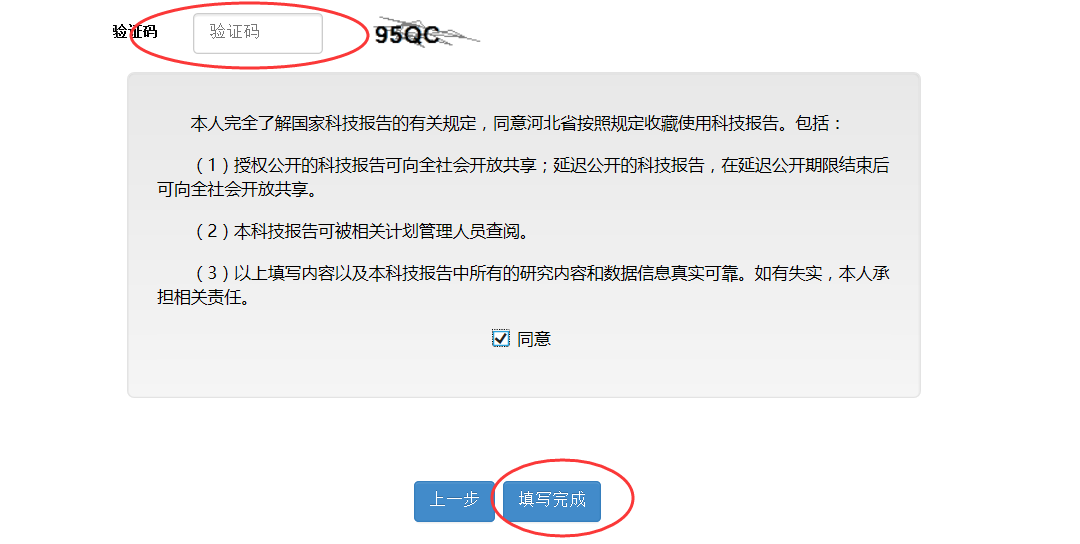 验证码 验证码 95QC
本人完全了解国家科技报告的有关规定，同意河北省按照规定收藏使用科技报告。包括：
（1）授权公开的科技报告可向全社会开放共享；延迟公开的科技报告，在延迟公开期限结束后
可向全社会开放共享。
（2）本科技报告可被相关计划管理人员查阅。
（3）以上填写内容以及本科技报告中所有的研究内容和数据信息真实可靠。如有失实，本人承
担相关责任。
同意
上一步 填写完成